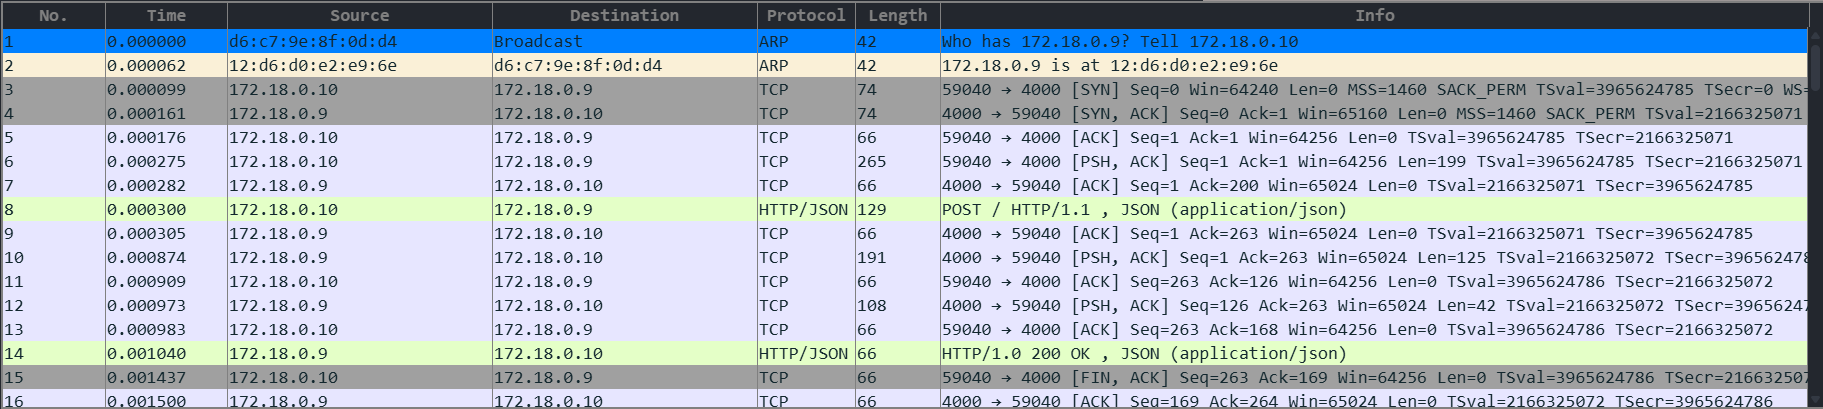 No. Time Source Destination Protocol Length Info
1 0.000000 d6:c7:9e:8f:0d:d4 Broadcast ARP 42 Who has 172.18.0.9? Tell 172.18.0.10
2 0.000062 12:d6:d0:e2:e9:6e d6:c7:9e:8f:0d:d4 ARP 42 172.18.0.9 is at 12:d6:d0:e2:e9:6e
3 0.000099 172.18.0.10 172.18.0.9 TCP 74 59040 → 4000 [SYN] Seq=0 Win=64240 Len=0 MSS=1460 SACK_PERM TSval=3965624785 TSecr=0 WS=
4 0.000161 172.18.0.9 172.18.0.10 TCP 74 4000 → 59040 [SYN, ACK] Seq=0 Ack=1 Win=65160 Len=0 MSS=1460 SACK_PERM TSval=2166325071
5 0.000176 172.18.0.10 172.18.0.9 TCP 66 59040 → 4000 [ACK] Seq=1 Ack=1 Win=64256 Len=0 TSval=3965624785 TSecr=2166325071
6 0.000275 172.18.0.10 172.18.0.9 TCP 265 59040 → 4000 [PSH, ACK] Seq=1 Ack=1 Win=64256 Len=199 TSval=3965624785 TSecr=2166325071
7 0.000282 172.18.0.9 172.18.0.10 TCP 66 4000 → 59040 [ACK] Seq=1 Ack=200 Win=65024 Len=0 TSval=2166325071 TSecr=3965624785
8 0.000300 172.18.0.10 172.18.0.9 HTTP/JSON 129 POST / HTTP/1.1 , JSON (application/json)
9 0.000305 172.18.0.9 172.18.0.10 TCP 66 4000 → 59040 [ACK] Seq=1 Ack=263 Win=65024 Len=0 TSval=2166325071 TSecr=3965624785
10 0.000874 172.18.0.9 172.18.0.10 TCP 191 4000 → 59040 [PSH, ACK] Seq=1 Ack=263 Win=65024 Len=125 TSval=2166325072 TSecr=396562478
11 0.000909 172.18.0.10 172.18.0.9 TCP 66 59040 → 4000 [ACK] Seq=263 Ack=126 Win=64256 Len=0 TSval=3965624786 TSecr=2166325072
12 0.000973 172.18.0.9 172.18.0.10 TCP 108 4000 → 59040 [PSH, ACK] Seq=126 Ack=263 Win=65024 Len=42 TSval=2166325072 TSecr=39656247
13 0.000983 172.18.0.10 172.18.0.9 TCP 66 59040 → 4000 [ACK] Seq=263 Ack=168 Win=64256 Len=0 TSval=3965624786 TSecr=2166325072
14 0.001040 172.18.0.9 172.18.0.10 HTTP/JSON 66 HTTP/1.0 200 OK , JSON (application/json)
15 0.001437 172.18.0.10 172.18.0.9 TCP 66 59040 → 4000 [FIN, ACK] Seq=263 Ack=169 Win=64256 Len=0 TSval=3965624786 TSecr=216632507
16 0.001500 172.18.0.9 172.18.0.10 TCP 66 4000 → 59040 [ACK] Seq=169 Ack=264 Win=65024 Len=0 TSval=2166325072 TSecr=3965624786